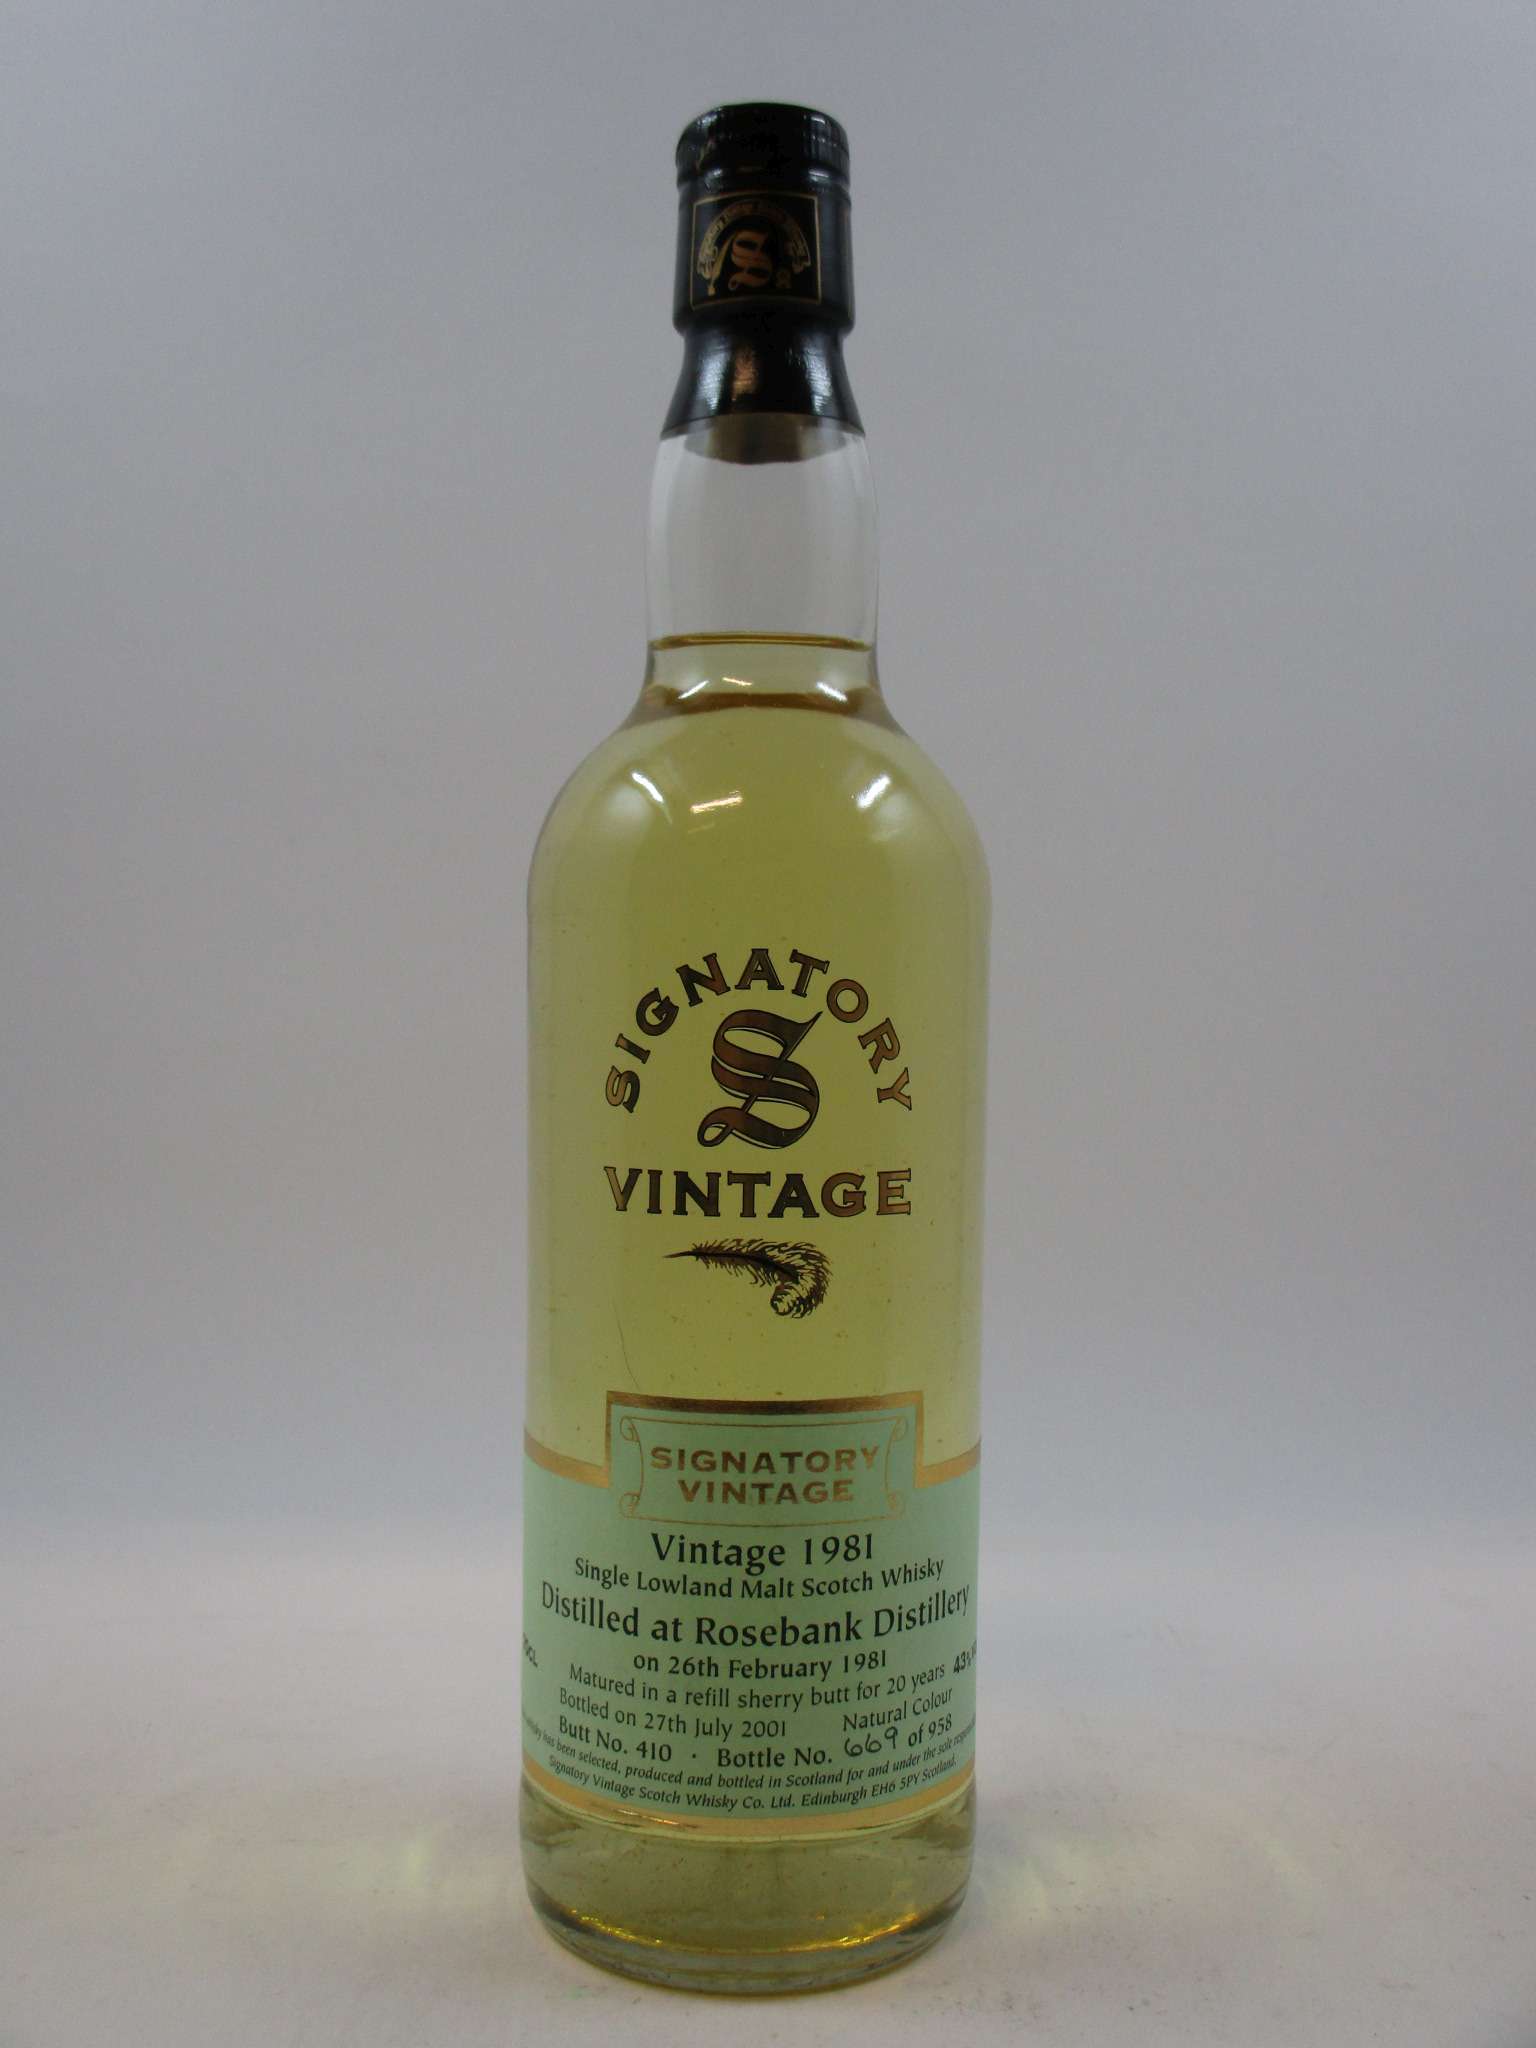 S
SIGNATORY
S
VINTAGE
SIGNATORY
VINTAGE
Vintage 1981
Single Lowland Malt Scotch Whisky
Distilled at Rosebank Distillery
on 26th February 1981
70CL 43%
Matured in a refill sherry butt for 20 years
Bottled on 27th July 2001 Natural Colour
Butt No. 410 · Bottle No. 669 of 958
whisky has been selected, produced and bottled in Scotland for and under the sole
Signatory Vintage Scotch Whisky Co. Ltd. Edinburgh EH6 5PY Scotland.